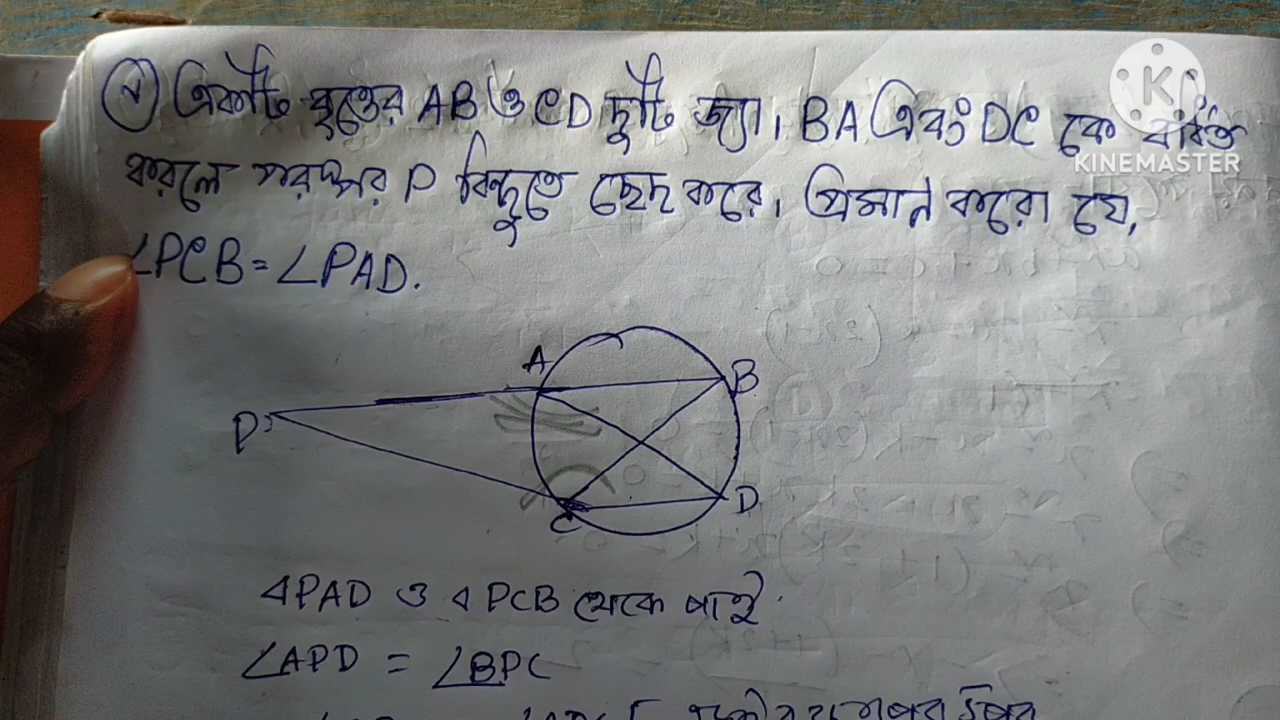 ১) একটি বৃত্তের AB ও CD দুটি জ্যা। BA এবং DC কে বর্ধিত
করলে পরস্পর P বিন্দুতে ছেদ করে। প্রমাণ করো যে,
∠PCB = ∠PAD.
KINEMASTER
A
B
P
C
D
△PAD ও △PCB থেকে পাই
∠APD = ∠BPC